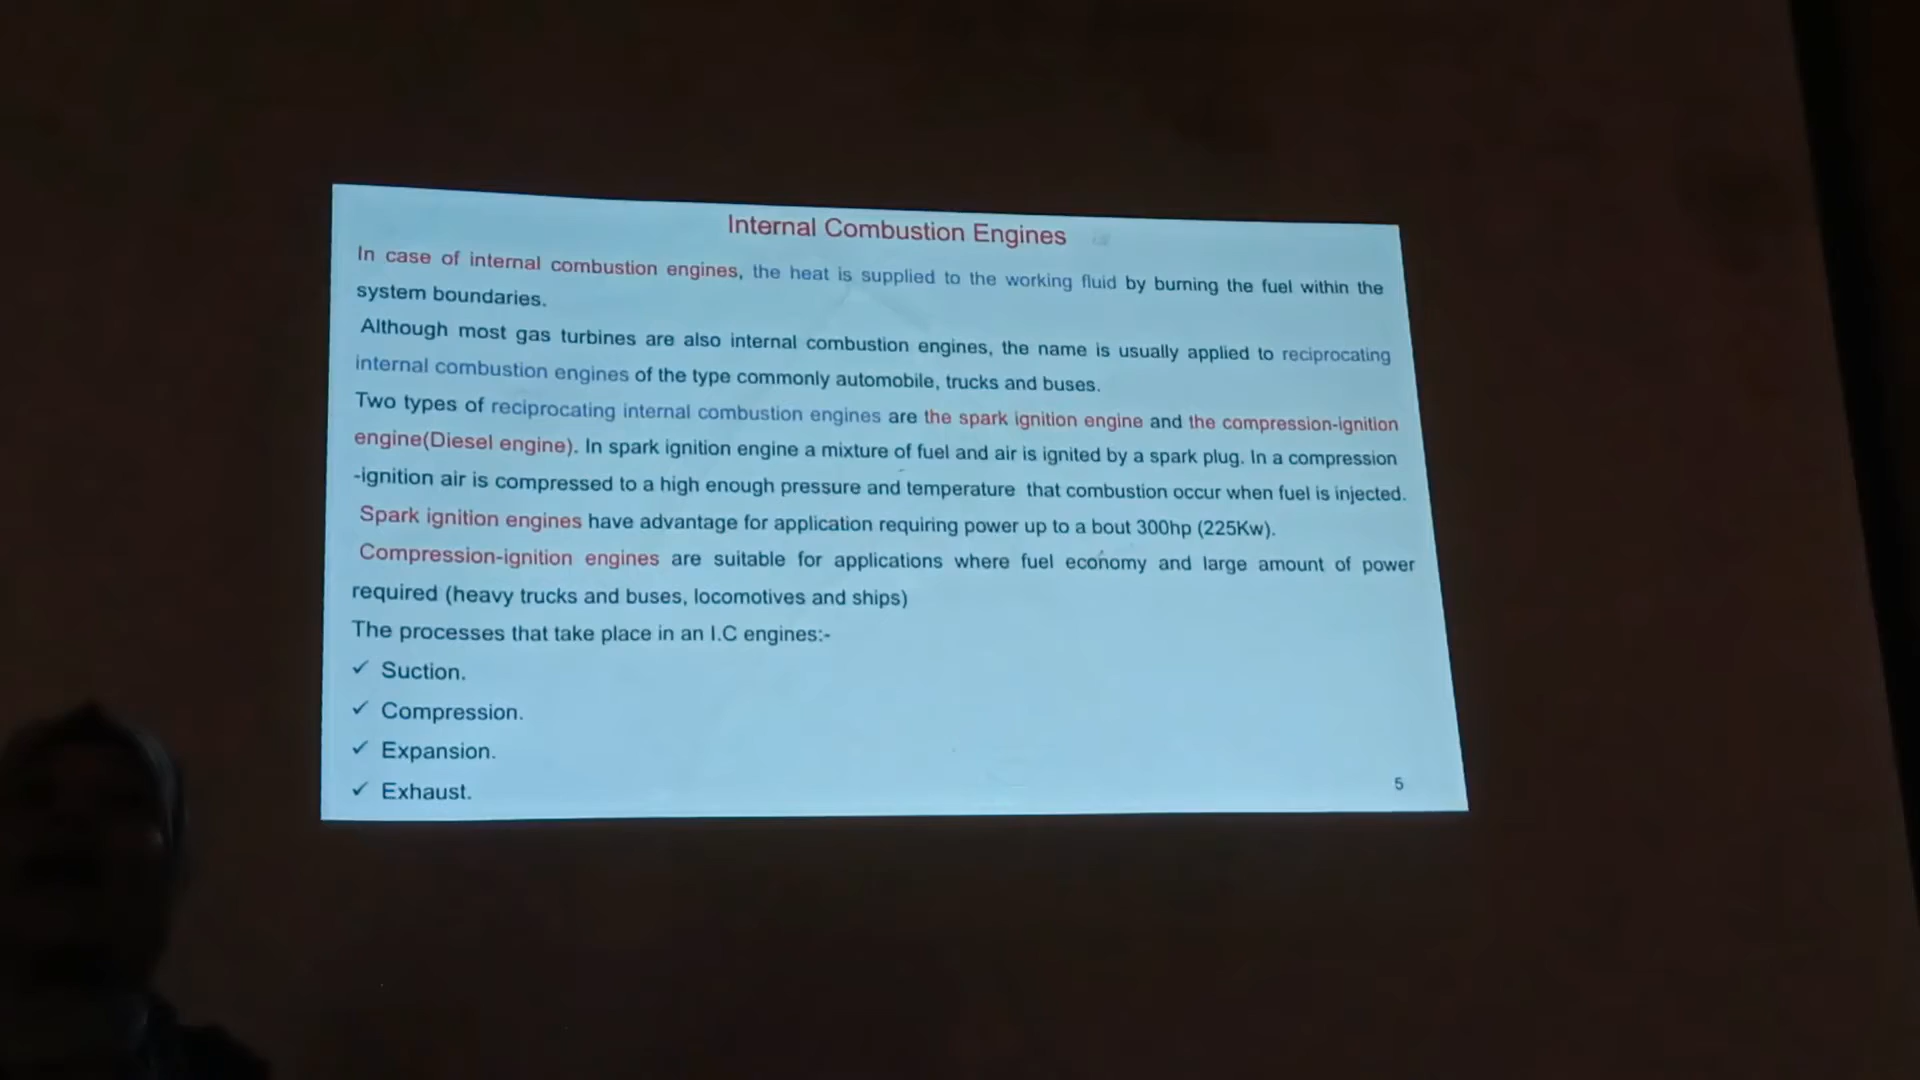 Internal Combustion Engines
In case of internal combustion engines, the heat is supplied to the working fluid by burning the fuel within the
system boundaries.
Although most gas turbines are also internal combustion engines, the name is usually applied to reciprocating
internal combustion engines of the type commonly automobile, trucks and buses.
Two types of reciprocating internal combustion engines are the spark ignition engine and the compression-ignition
engine(Diesel engine). In spark ignition engine a mixture of fuel and air is ignited by a spark plug. In a compression
-ignition air is compressed to a high enough pressure and temperature that combustion occur when fuel is injected.
Spark ignition engines have advantage for application requiring power up to a bout 300hp (225Kw).
Compression-ignition engines are suitable for applications where fuel economy and large amount of power
required (heavy trucks and buses, locomotives and ships)
The processes that take place in an I.C engines:-
✓ Suction.
✓ Compression.
✓ Expansion.
✓ Exhaust.
5